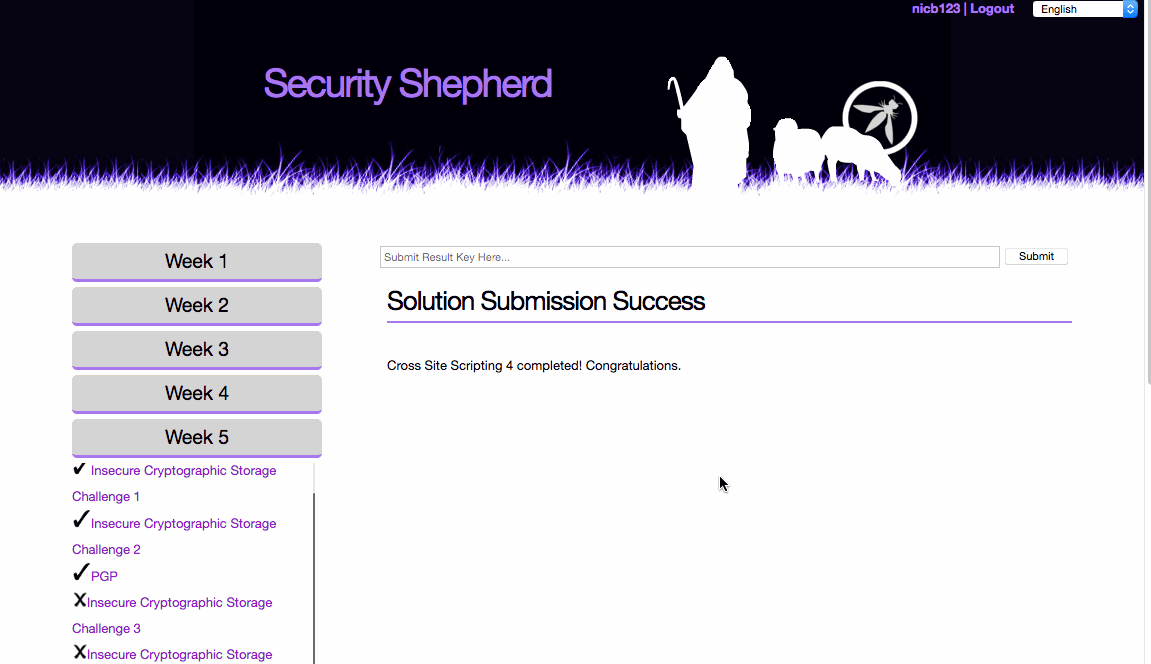 nicb123 | Logout
English
Security Shepherd
Week 1
Week 2
Week 3
Week 4
Week 5
✔ Insecure Cryptographic Storage
Challenge 1
✔Insecure Cryptographic Storage
Challenge 2
✔PGP
XInsecure Cryptographic Storage
Challenge 3
XInsecure Cryptographic Storage
Submit Result Key Here...
Submit
Solution Submission Success
Cross Site Scripting 4 completed! Congratulations.